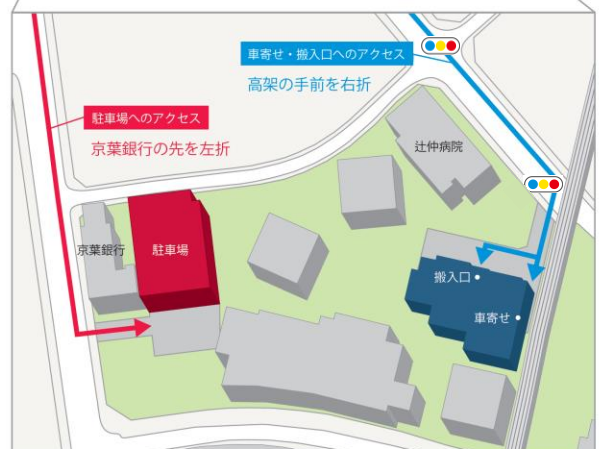 車寄せ・搬入口へのアクセス
高架の手前を右折
駐車場へのアクセス
京葉銀行の先を左折
辻仲病院
京葉銀行
駐車場
搬入口
車寄せ